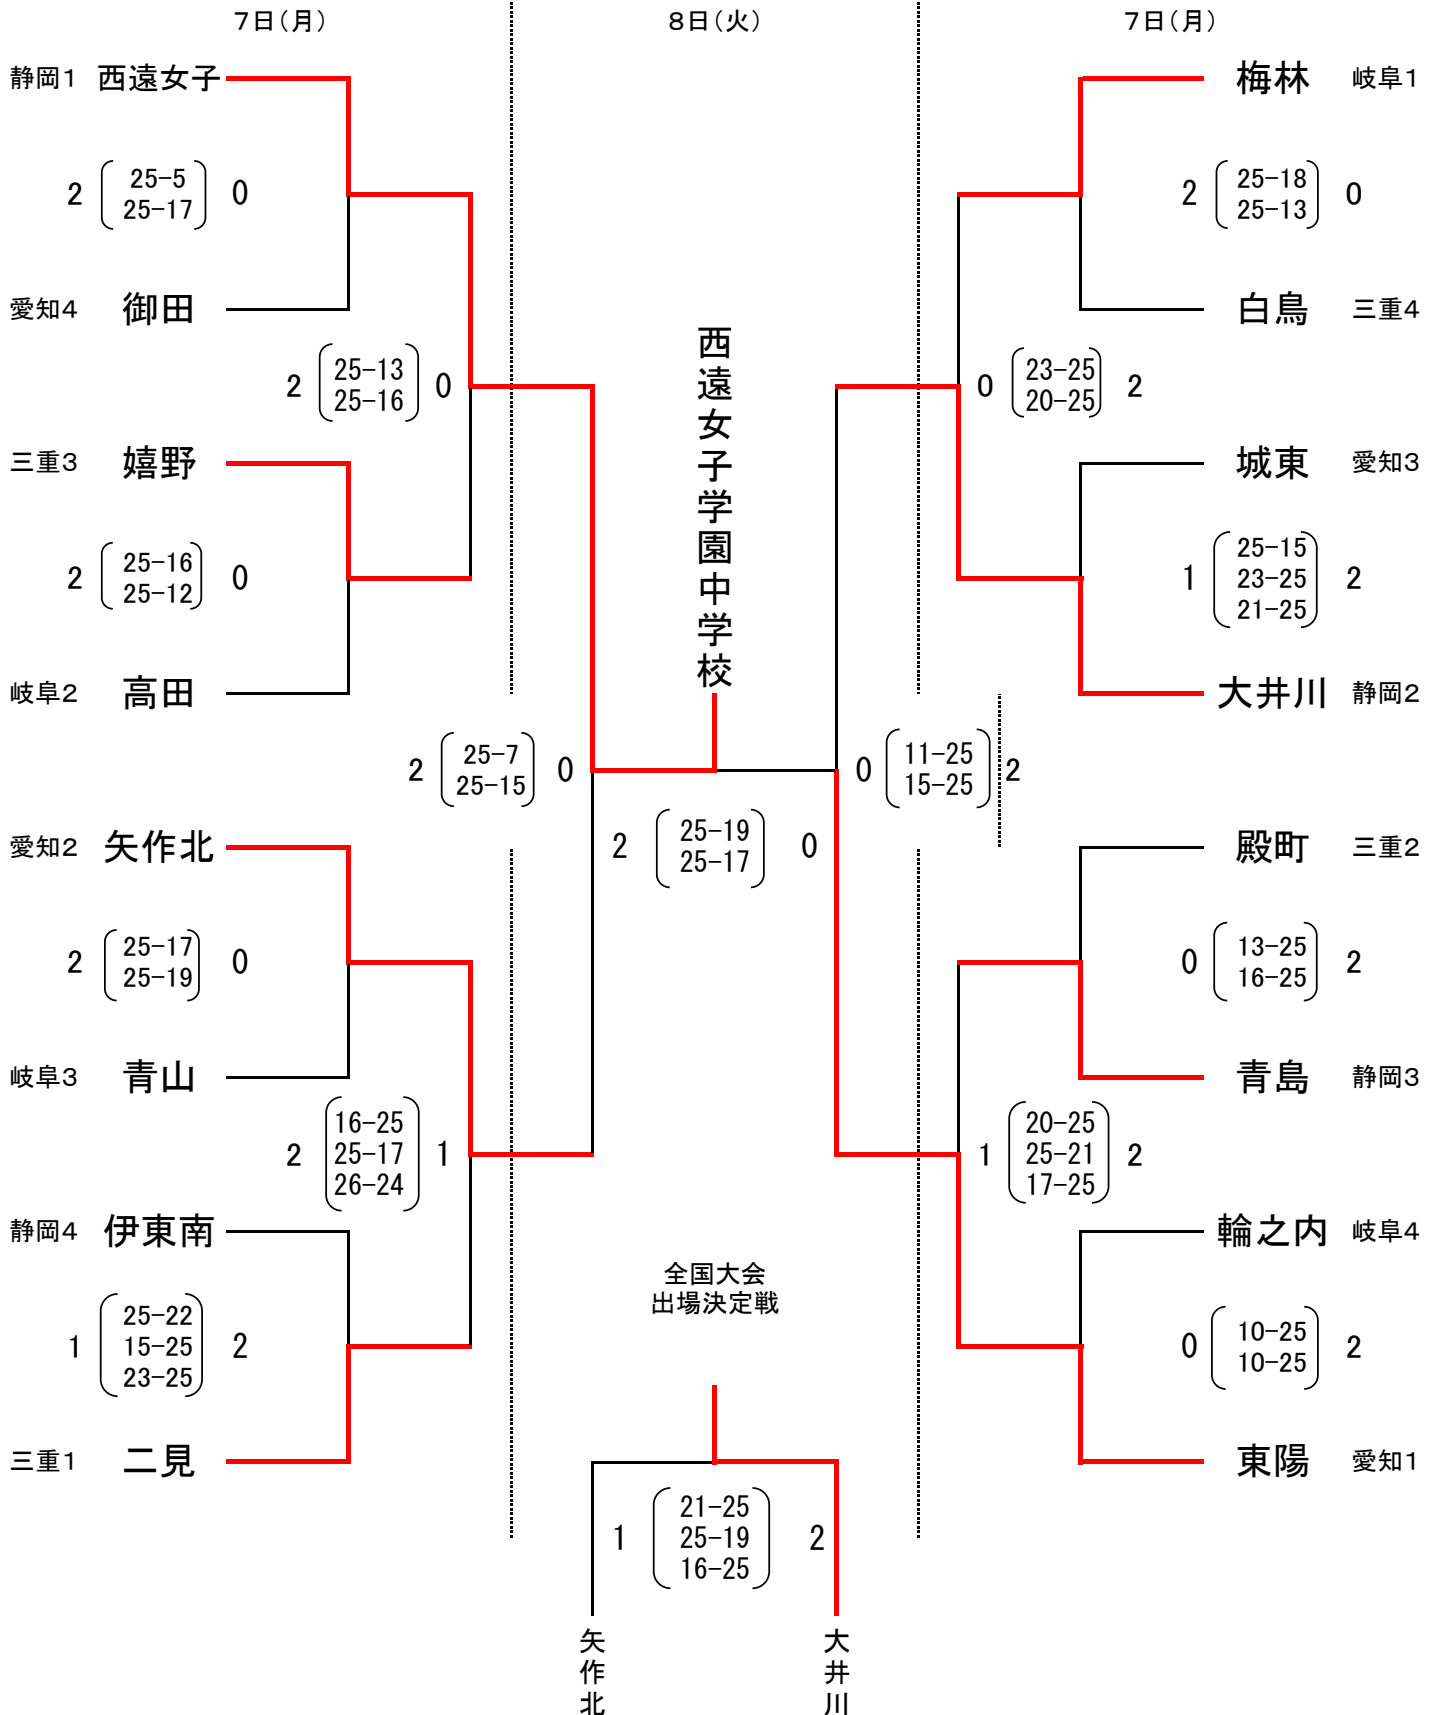 7日(月)
8日(火)
7日(月)
静岡1 西遠女子
2 25-5 0
25-17
愛知4 御田
2 25-13 0
25-16
三重3 嬉野
2 25-16 0
25-12
岐阜2 高田
2 25-7 0
25-15
愛知2 矢作北
2 25-17 0
25-19
岐阜3 青山
2 16-25 1
25-17
26-24
静岡4 伊東南
1 25-22 2
15-25
23-25
三重1 二見
西遠女子学園中学校
2 25-19 0
25-17
全国大会
出場決定戦
1 21-25 2
25-19
16-25
矢作北
大井川
梅林 岐阜1
2 25-18 0
25-13
白鳥 三重4
0 23-25 2
20-25
城東 愛知3
1 25-15 2
23-25
21-25
大井川 静岡2
0 11-25 2
15-25
殿町 三重2
0 13-25 2
16-25
青島 静岡3
1 20-25 2
25-21
17-25
輪之内 岐阜4
0 10-25 2
10-25
東陽 愛知1